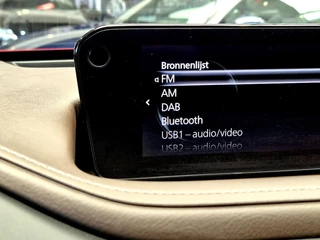 Bronnenlijst
FM
AM
DAB
Bluetooth
USB1 – audio/video
USB2 – audio/video